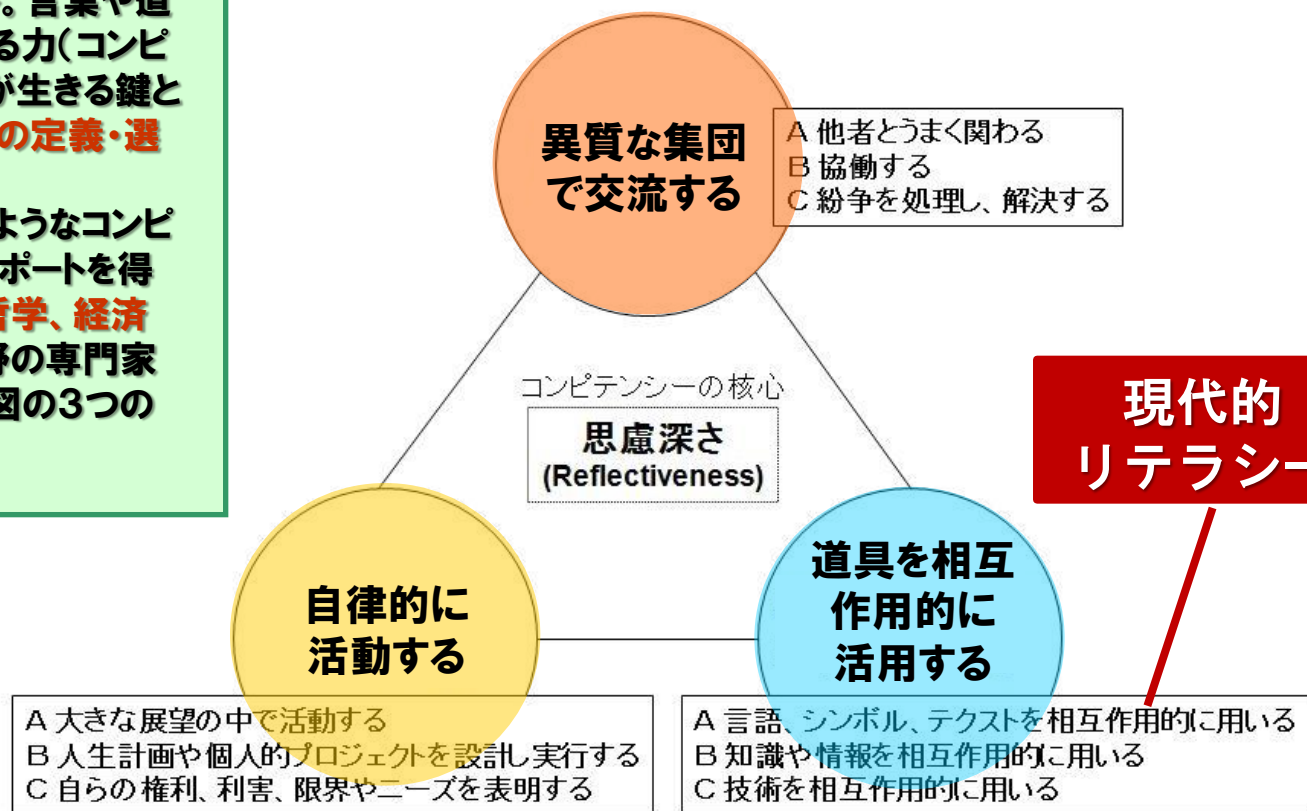 。言葉や道
る力(コンピ
が生きる鍵と
の定義・選
ようなコンピ
ポートを得
哲学、経済
野の専門家
図の3つの
異質な集団
で交流する
A 他者とうまく関わる
B 協働する
C 紛争を処理し、解決する
コンピテンシーの核心
思慮深さ
(Reflectiveness)
現代的
リテラシー
自律的に
活動する
道具を相互
作用的に
活用する
A 大きな展望の中で活動する
B 人生計画や個人的プロジェクトを設計し実行する
C 自らの権利、利害、限界やニーズを表明する
A 言語、シンボル、テクストを相互作用的に用いる
B 知識や情報を相互作用的に用いる
C 技術を相互作用的に用いる